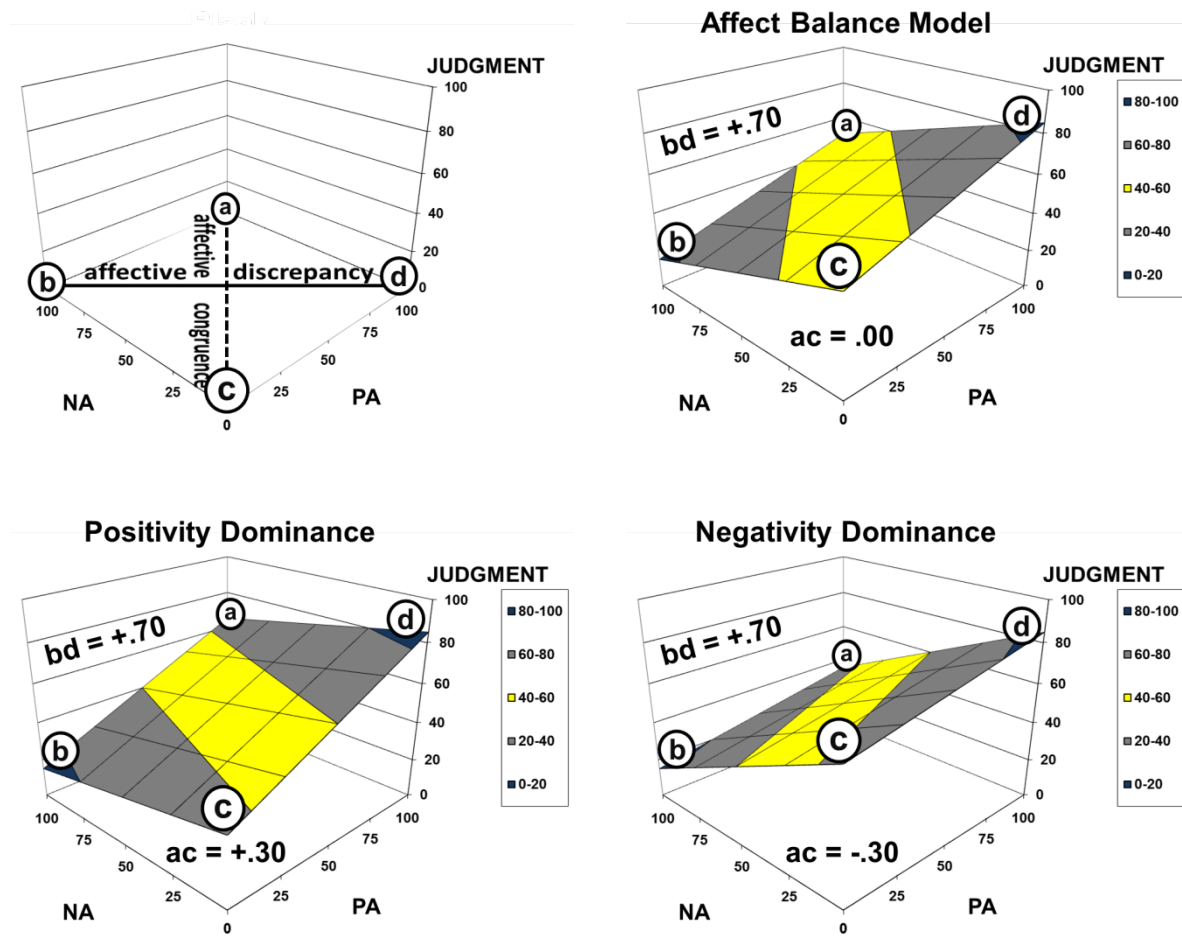 JUDGMENT
100
80
60
40
20
0
a
affective
b
affective discrepancy
d
congruence
c
100
75
50
25
0
25
50
75
100
NA
PA
Affect Balance Model
JUDGMENT
100
80
60
40
20
0
bd = +.70
a
d
b
c
ac = .00
100
75
50
25
0
25
50
75
100
NA
PA
80-100
60-80
40-60
20-40
0-20
Positivity Dominance
JUDGMENT
100
80
60
40
20
0
bd = +.70
a
d
b
c
ac = +.30
100
75
50
25
0
25
50
75
100
NA
PA
80-100
60-80
40-60
20-40
0-20
Negativity Dominance
JUDGMENT
100
80
60
40
20
0
bd = +.70
a
d
b
c
ac = -.30
100
75
50
25
0
25
50
75
100
NA
PA
80-100
60-80
40-60
20-40
0-20